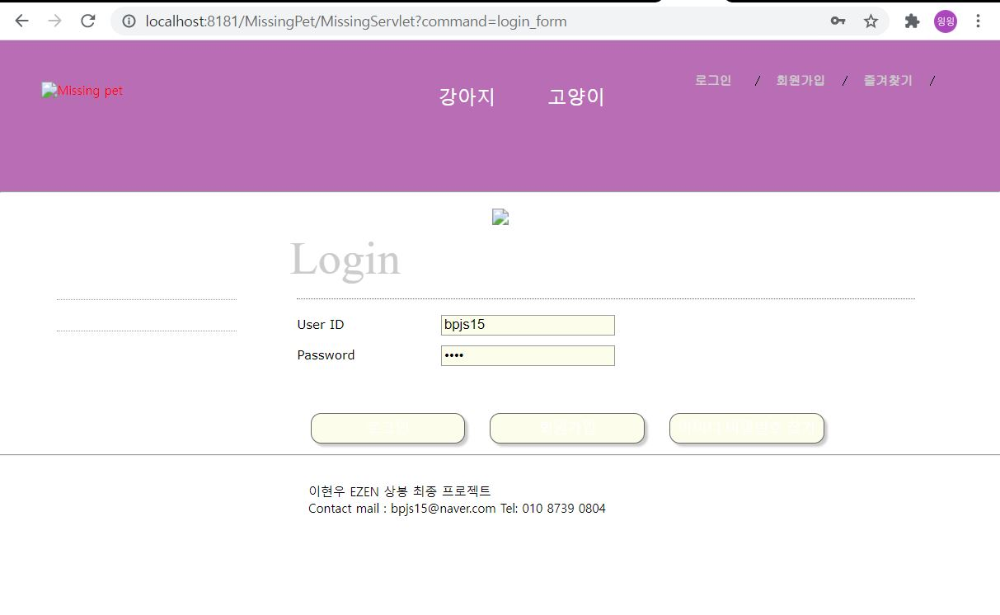 localhost:8181/MissingPet/MissingServlet?command=login_form
윙윙
Missing pet
강아지 고양이
로그인 / 회원가입 / 즐겨찾기 /
Login
User ID bpjs15
Password ••••
로그인 회원가입 아이디 비밀번호 찾기
이현우 EZEN 상봉 최종 프로젝트
Contact mail : bpjs15@naver.com Tel: 010 8739 0804